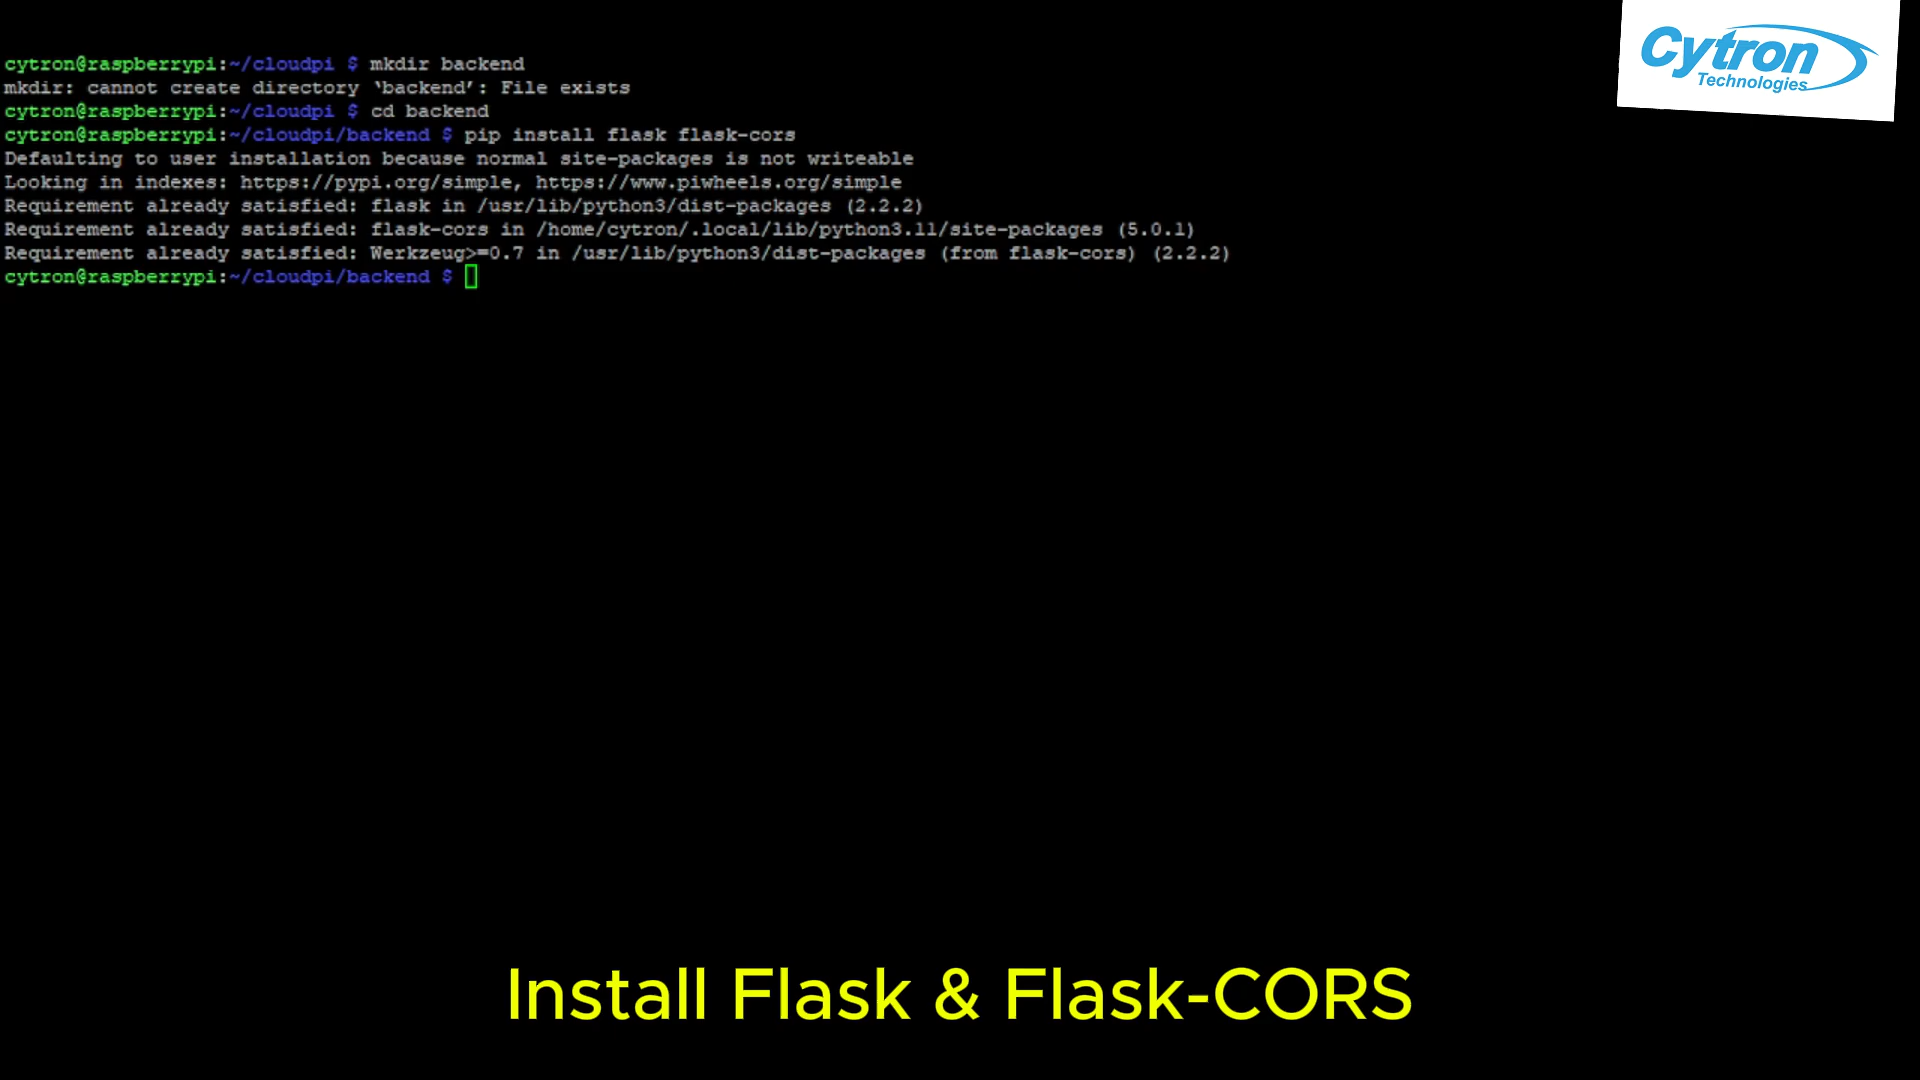 cytron@raspberrypi:~/cloudpi $ mkdir backend
mkdir: cannot create directory ‘backend’: File exists
cytron@raspberrypi:~/cloudpi $ cd backend
cytron@raspberrypi:~/cloudpi/backend $ pip install flask flask-cors
Defaulting to user installation because normal site-packages is not writeable
Looking in indexes: https://pypi.org/simple, https://www.piwheels.org/simple
Requirement already satisfied: flask in /usr/lib/python3/dist-packages (2.2.2)
Requirement already satisfied: flask-cors in /home/cytron/.local/lib/python3.11/site-packages (5.0.1)
Requirement already satisfied: Werkzeug>=0.7 in /usr/lib/python3/dist-packages (from flask-cors) (2.2.2)
cytron@raspberrypi:~/cloudpi/backend $
Cytron
Technologies
Install Flask & Flask-CORS